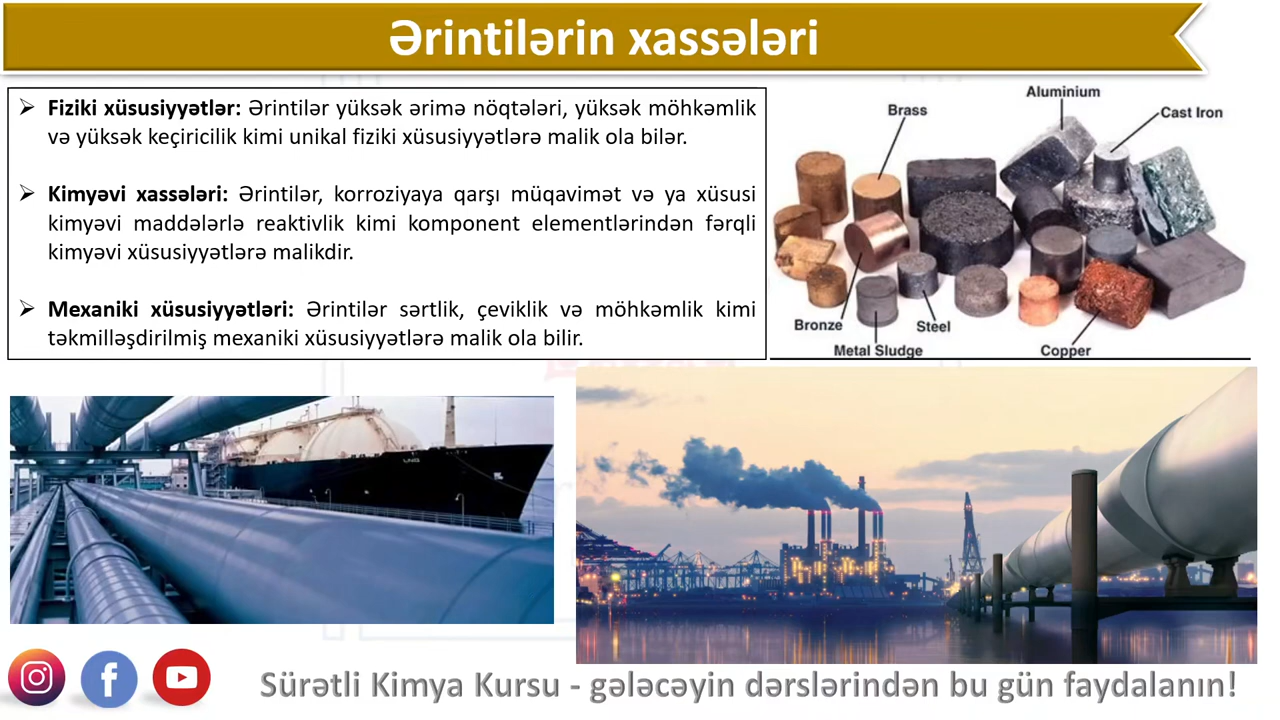 Ərintilərin xassələri
➢ Fiziki xüsusiyyətlər: Ərintilər yüksək ərimə nöqtələri, yüksək möhkəmlik
və yüksək keçiricilik kimi unikal fiziki xüsusiyyətlərə malik ola bilər.
➢ Kimyəvi xassələri: Ərintilər, korroziyaya qarşı müqavimət və ya xüsusi
kimyəvi maddələrlə reaktivlik kimi komponent elementlərindən fərqli
kimyəvi xüsusiyyətlərə malikdir.
➢ Mexaniki xüsusiyyətləri: Ərintilər sərtlik, çeviklik və möhkəmlik kimi
təkmilləşdirilmiş mexaniki xüsusiyyətlərə malik ola bilir.
Aluminium
Brass
Cast Iron
Bronze
Steel
Metal Sludge
Copper
LNG
Sürətli Kimya Kursu - gələcəyin dərslərindən bu gün faydalanın!